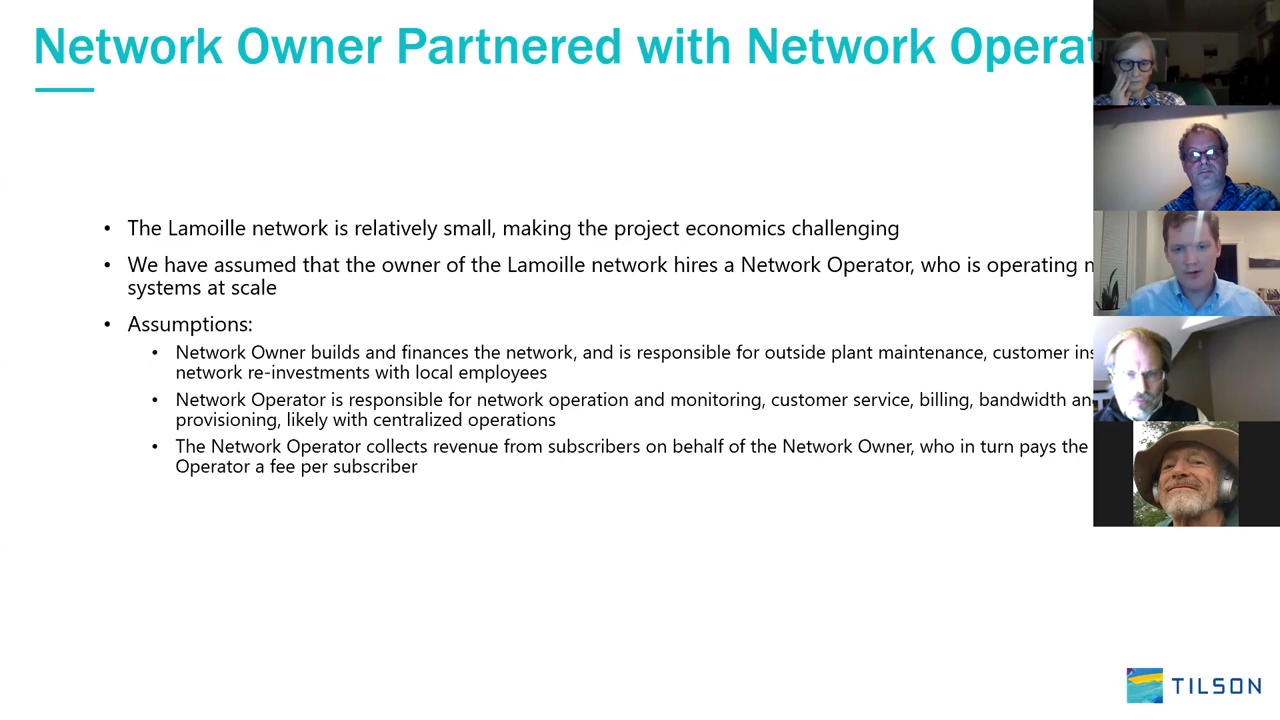 Network Owner Partnered with Network Operat
• The Lamoille network is relatively small, making the project economics challenging
• We have assumed that the owner of the Lamoille network hires a Network Operator, who is operating
systems at scale
• Assumptions:
• Network Owner builds and finances the network, and is responsible for outside plant maintenance, customer ins
network re-investments with local employees
• Network Operator is responsible for network operation and monitoring, customer service, billing, bandwidth an
provisioning, likely with centralized operations
• The Network Operator collects revenue from subscribers on behalf of the Network Owner, who in turn pays the
Operator a fee per subscriber
TILSON